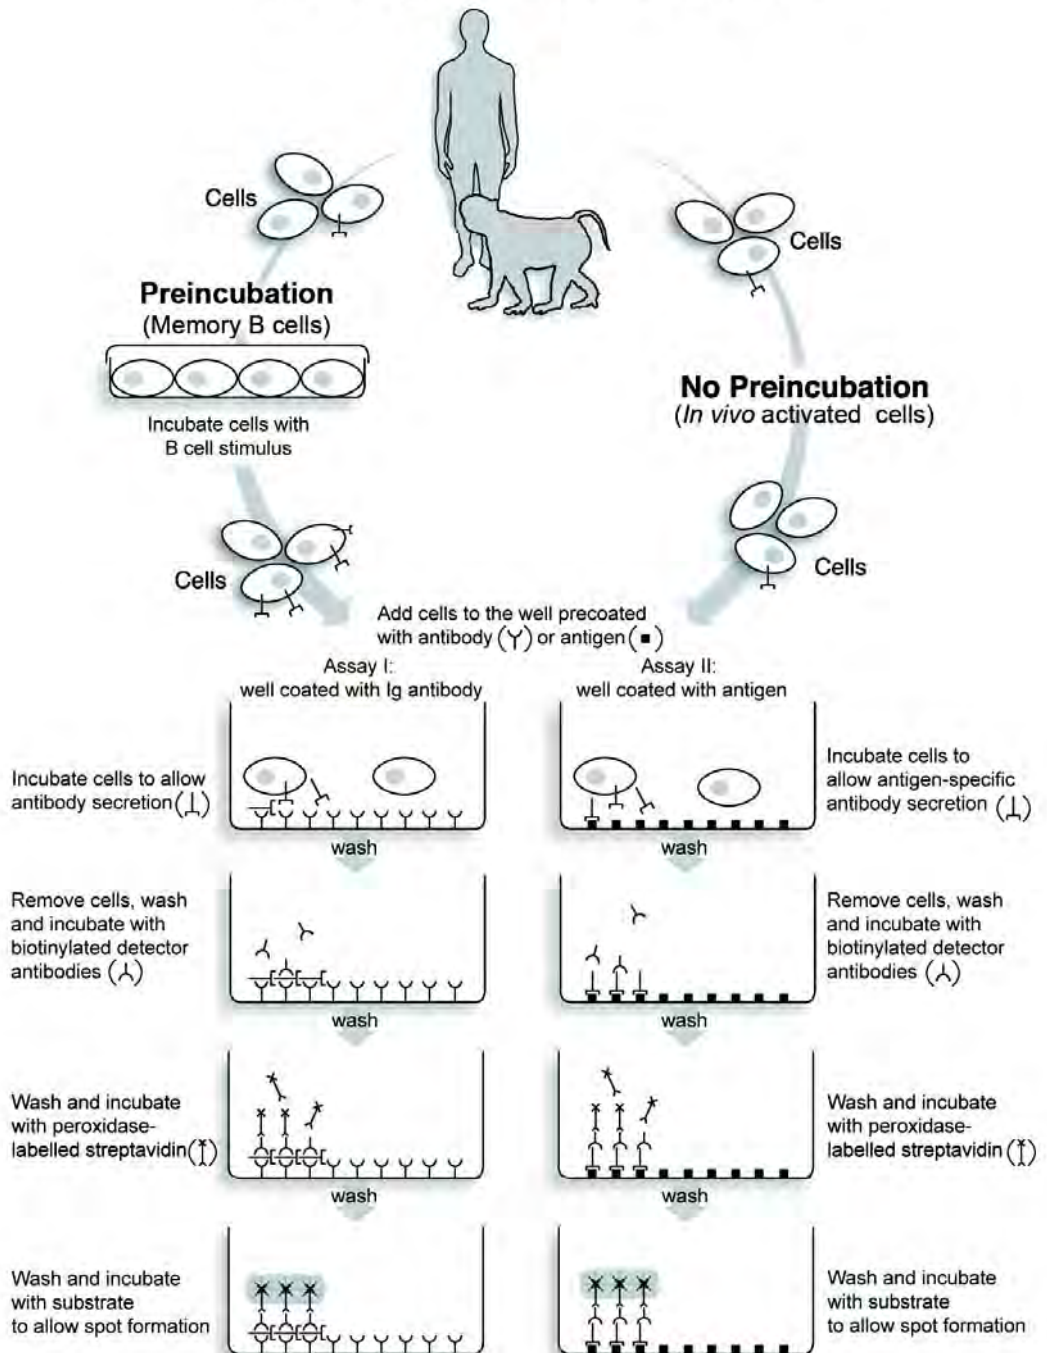 Cells
Cells
Preincubation
(Memory B cells)
No Preincubation
(In vivo activated cells)
Incubate cells with
B cell stimulus
Cells
Cells
Add cells to the well precoated
with antibody ( ) or antigen ( ▪ )
Assay I:
well coated with Ig antibody
Assay II:
well coated with antigen
Incubate cells to allow
antibody secretion ( )
Incubate cells to
allow antigen-specific
antibody secretion ( )
wash
wash
Remove cells, wash
and incubate with
biotinylated detector
antibodies ( )
Remove cells, wash
and incubate with
biotinylated detector
antibodies ( )
wash
wash
Wash and incubate
with peroxidase-
labelled streptavidin ( )
Wash and incubate
with peroxidase-
labelled streptavidin ( )
wash
wash
Wash and incubate
with substrate
to allow spot formation
Wash and incubate
with substrate
to allow spot formation